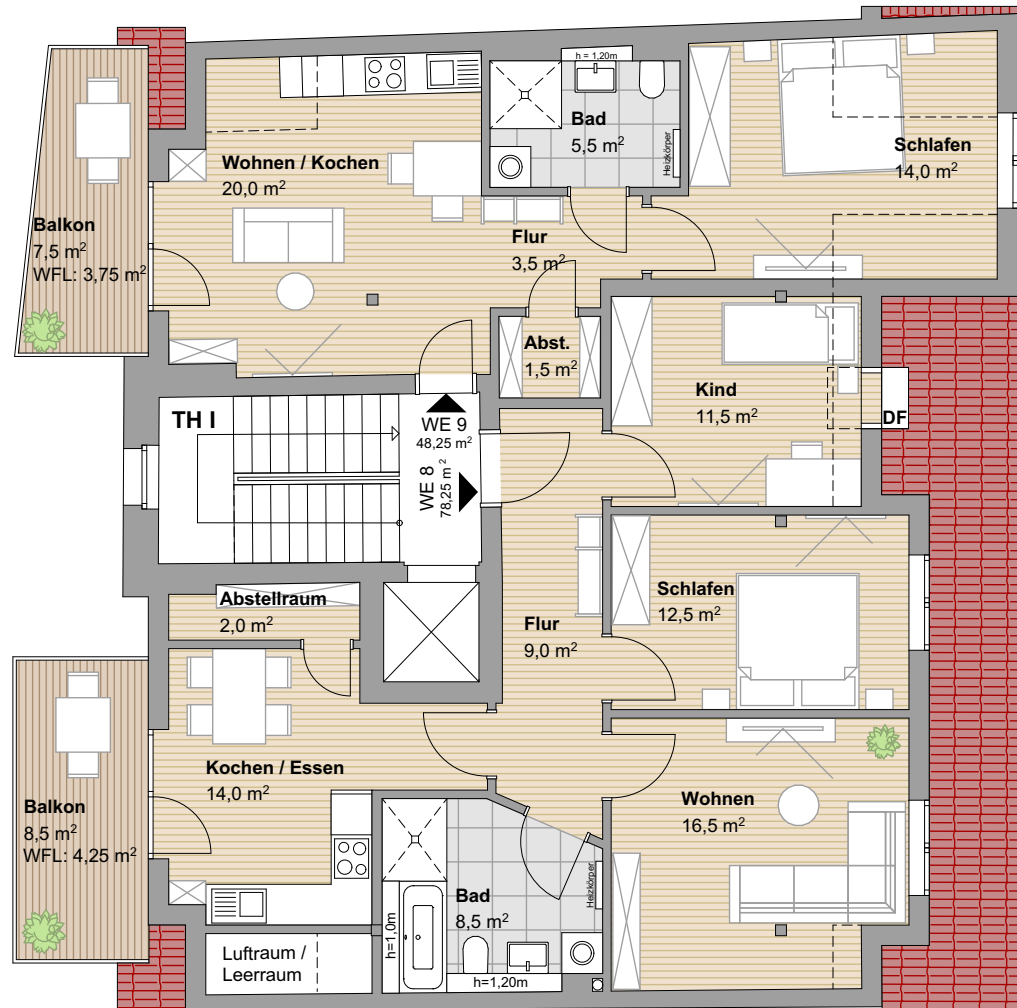 h = 1,20m
Bad
5,5 m²
Heizkörper
Schlafen
14,0 m²
Wohnen / Kochen
20,0 m²
Balkon
7,5 m²
WFL: 3,75 m²
Flur
3,5 m²
Abst.
1,5 m²
Kind
11,5 m²
DF
TH I
WE 9
48,25 m²
WE 8
78,25 m²
Schlafen
12,5 m²
Abstellraum
2,0 m²
Flur
9,0 m²
Kochen / Essen
14,0 m²
Wohnen
16,5 m²
Balkon
8,5 m²
WFL: 4,25 m²
Heizkörper
Bad
8,5 m²
h=1,0m
Luftraum /
Leerraum
h=1,20m